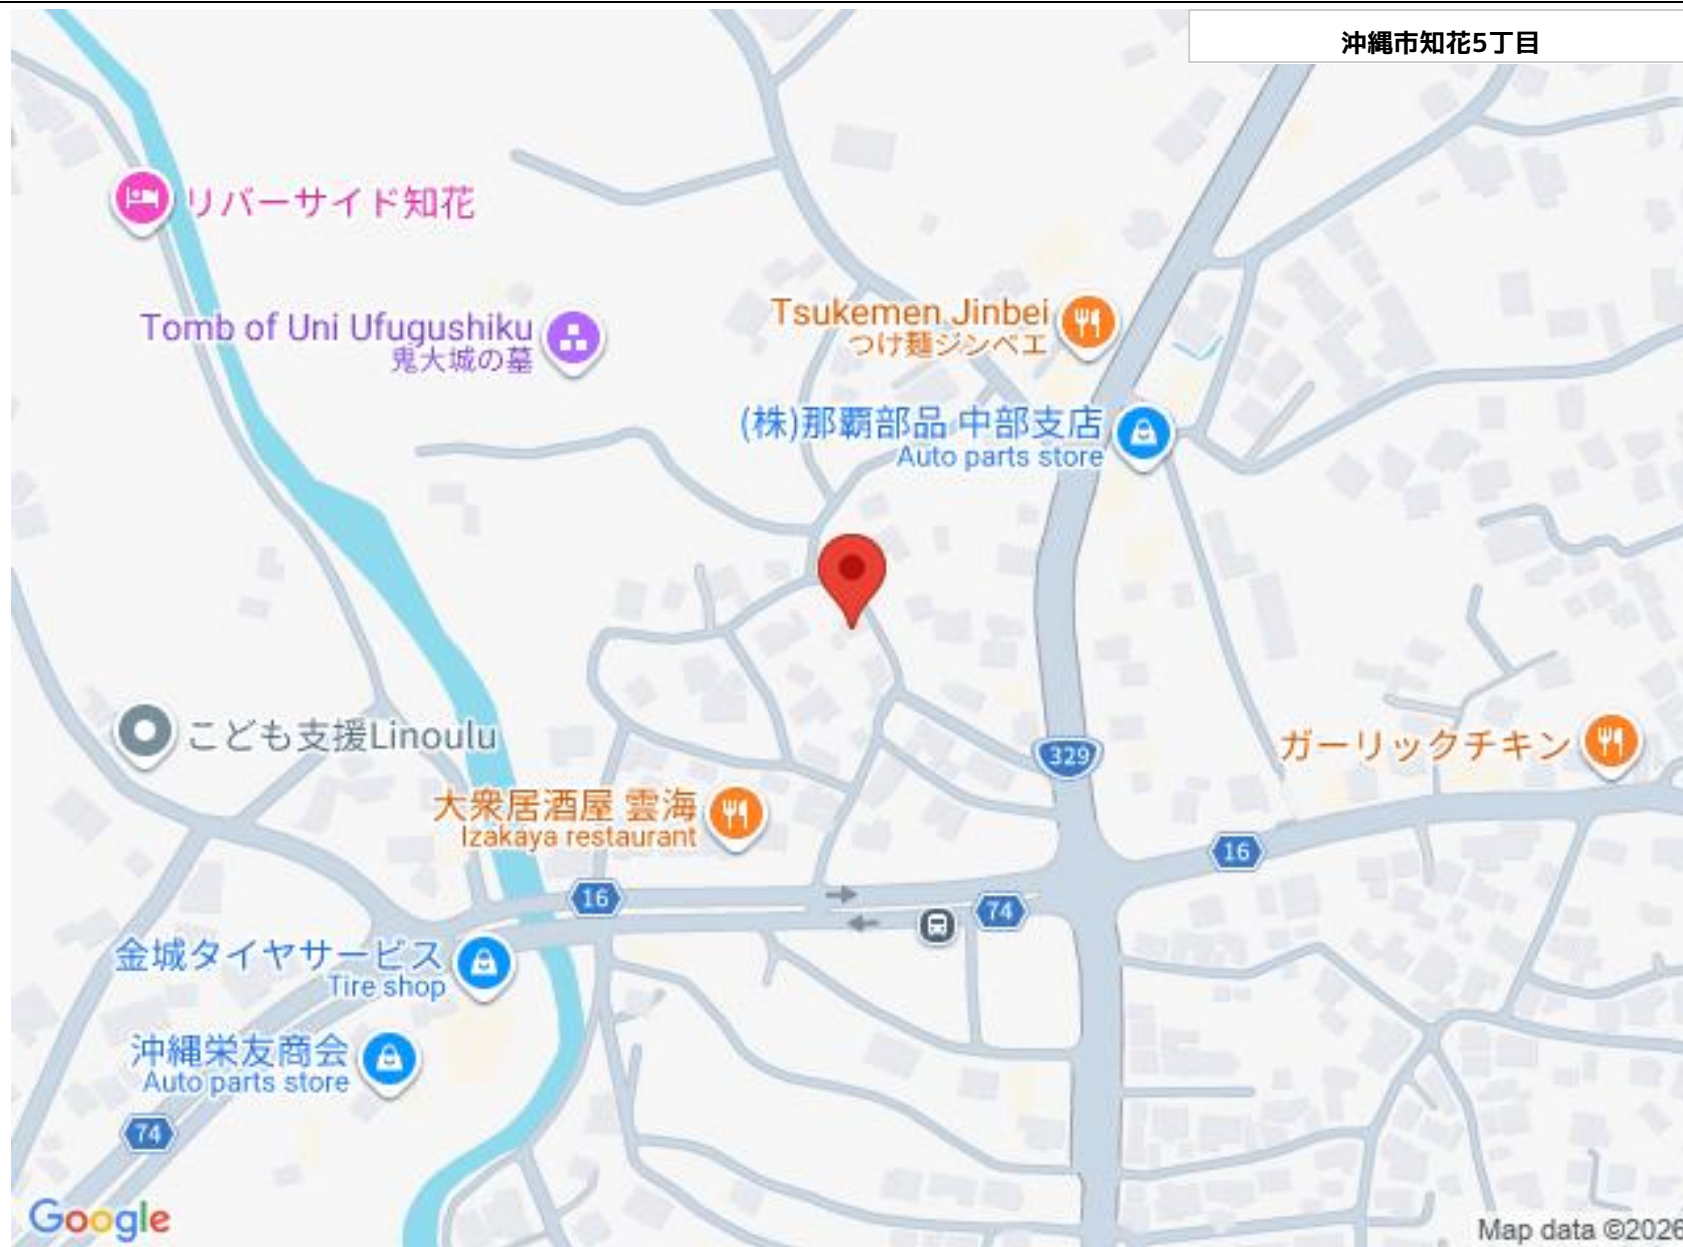 沖縄市知花5丁目
リバーサイド知花
Tomb of Uni Ufugushiku
鬼大城の墓
Tsukemen Jinbei
つけ麺ジンベエ
(株)那覇部品 中部支店
Auto parts store
こども支援Linoulu
329
ガーリックチキン
大衆居酒屋 雲海
Izakaya restaurant
16
16
74
金城タイヤサービス
Tire shop
沖縄栄友商会
Auto parts store
74
Google
Map data ©2026